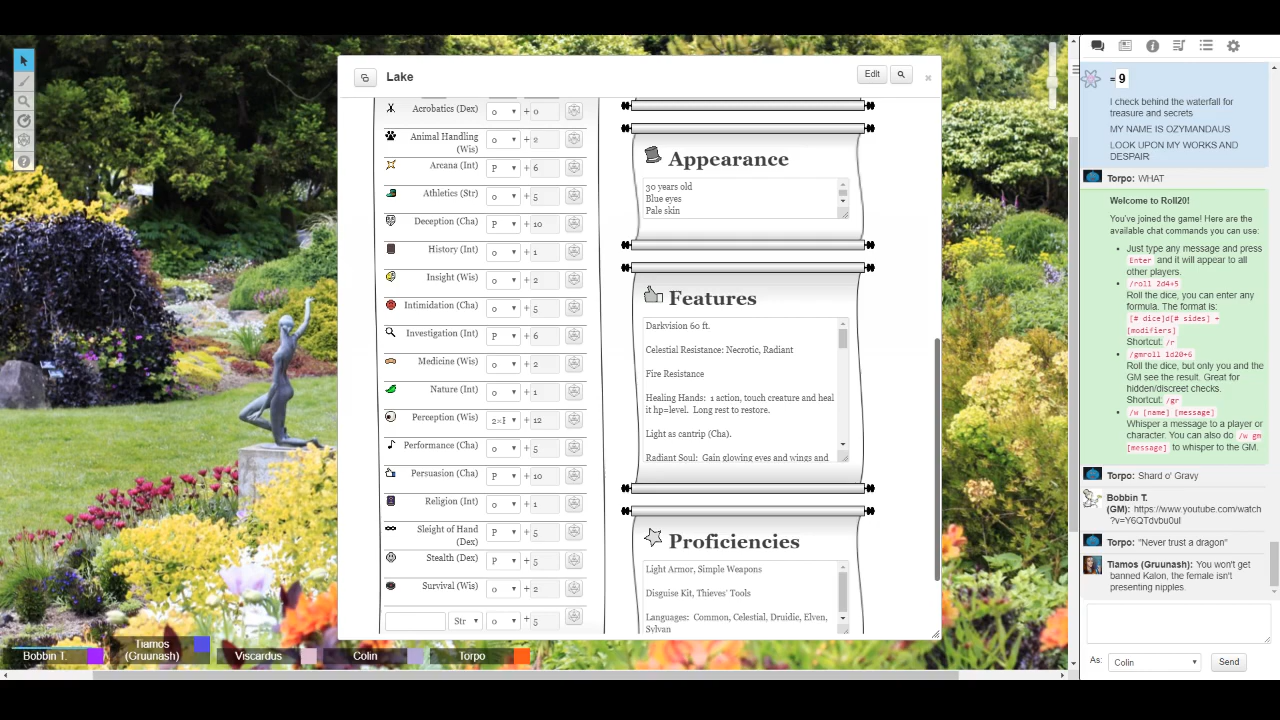 Lake
Edit
Acrobatics (Dex) 0 + 0
Animal Handling
(Wis) 0 + 2
Arcana (Int) P + 6
Athletics (Str) 0 + 5
Deception (Cha) P + 10
History (Int) 0 + 1
Insight (Wis) 0 + 2
Intimidation (Cha) 0 + 5
Investigation (Int) P + 6
Medicine (Wis) 0 + 2
Nature (Int) 0 + 1
Perception (Wis) 2×P + 12
Performance (Cha) 0 + 5
Persuasion (Cha) P + 10
Religion (Int) 0 + 1
Sleight of Hand
(Dex) P + 5
Stealth (Dex) P + 5
Survival (Wis) 0 + 2
Str 0 + 5
Appearance
30 years old
Blue eyes
Pale skin
Features
Darkvision 60 ft.
Celestial Resistance: Necrotic, Radiant
Fire Resistance
Healing Hands: 1 action, touch creature and heal
it hp=level. Long rest to restore.
Light as cantrip (Cha).
Radiant Soul: Gain glowing eyes and wings and
Proficiencies
Light Armor, Simple Weapons
Disguise Kit, Thieves' Tools
Languages: Common, Celestial, Druidic, Elven,
Sylvan
Bobbin T.
Tiamos
(Gruunash)
Viscardus
Colin
Torpo
= 9
I check behind the waterfall for
treasure and secrets
MY NAME IS OZYMANDAUS
LOOK UPON MY WORKS AND
DESPAIR
Torpo: WHAT
Welcome to Roll20!
You've joined the game! Here are the
available chat commands you can use:
• Just type any message and press
Enter and it will appear to all
other players.
• /roll 2d4+5
Roll the dice, you can enter any
formula. The format is:
[# dice]d[# sides] +
[modifiers]
Shortcut: /r
• /gmroll 1d20+6
Roll the dice, but only you and the
GM see the result. Great for
hidden/discreet checks.
Shortcut: /gr
• /w [name] [message]
Whisper a message to a player or
character. You can also do /w gm
[message] to whisper to the GM.
Torpo: Shard o' Gravy
Bobbin T.
(GM): https://www.youtube.com/watch
?v=Y6QTdvbu0uI
Torpo: "Never trust a dragon"
Tiamos (Gruunash): You won't get
banned Kalon, the female isn't
presenting nipples.
As: Colin
Send